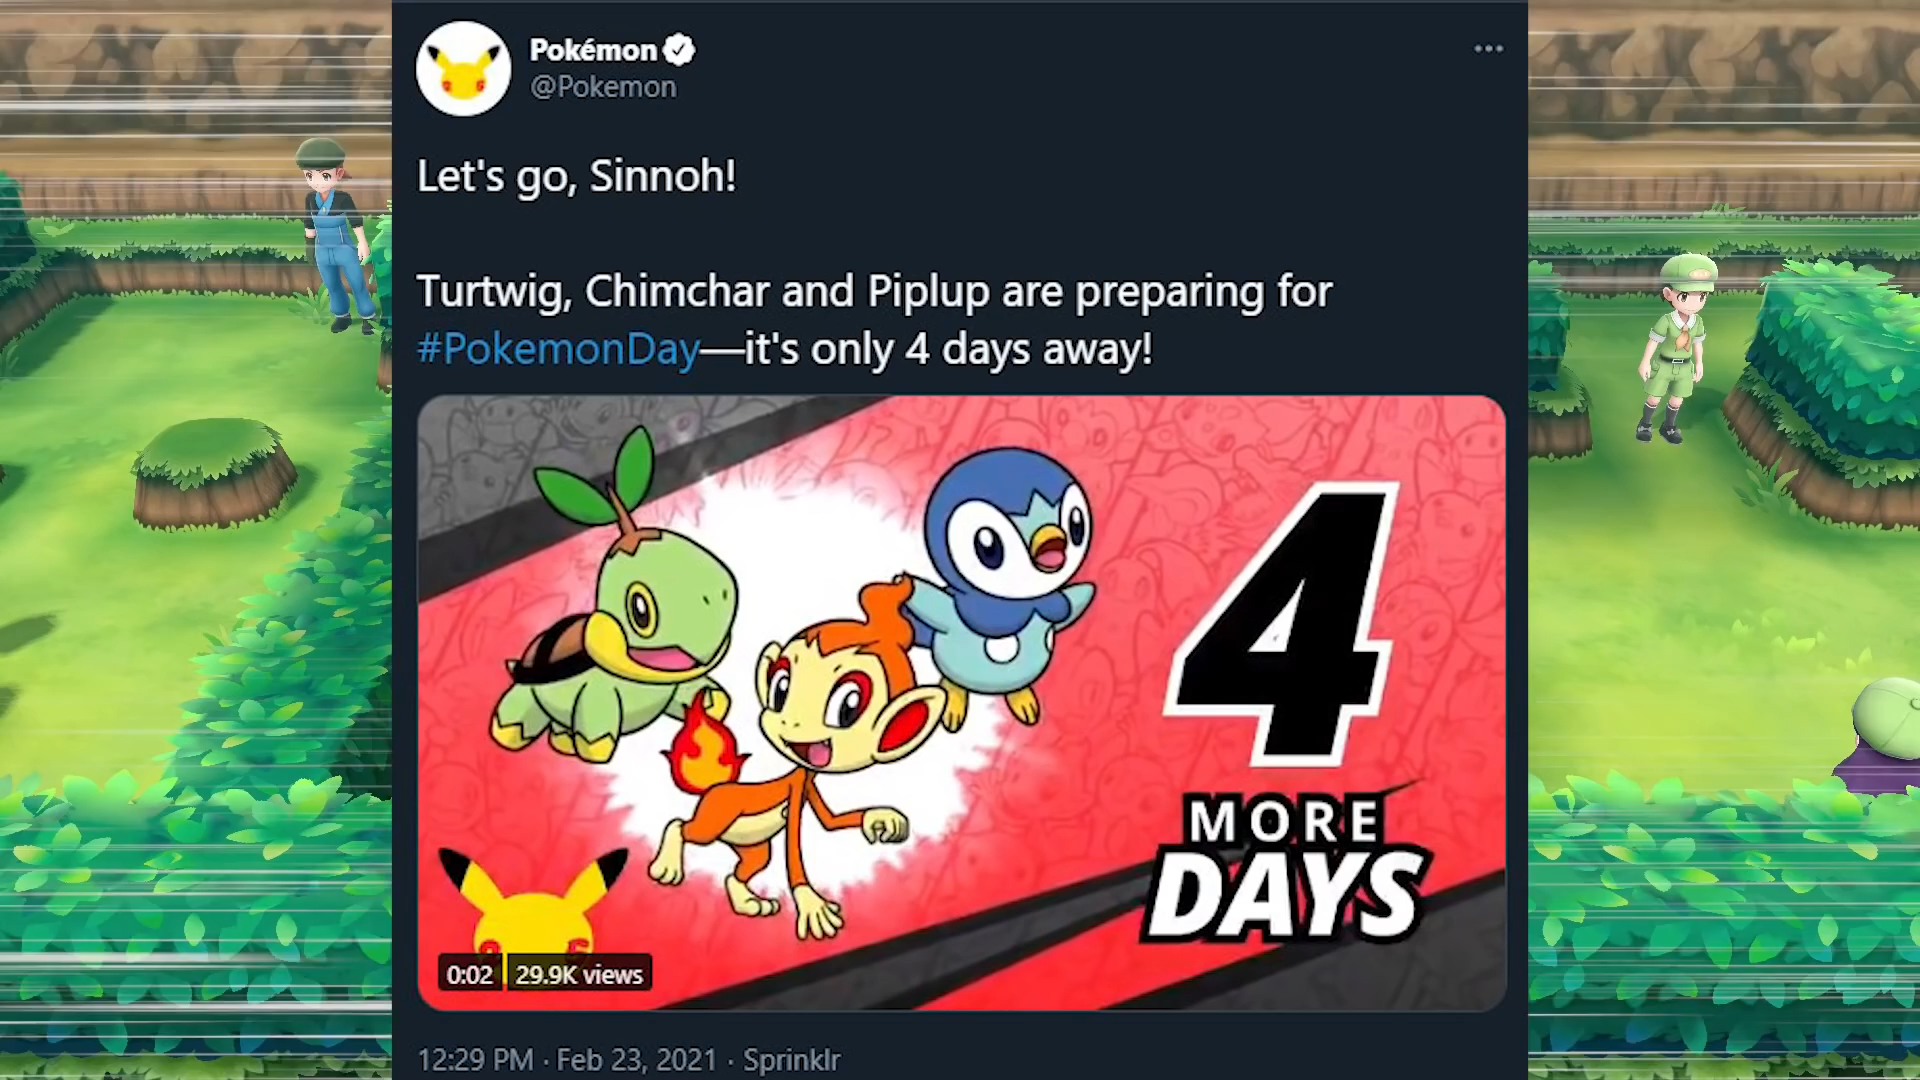 Pokémon
@Pokemon
Let's go, Sinnoh!
Turtwig, Chimchar and Piplup are preparing for
#PokemonDay—it's only 4 days away!
4
MORE
DAYS
0:02
29.9K views
12:29 PM · Feb 23, 2021 · Sprinklr